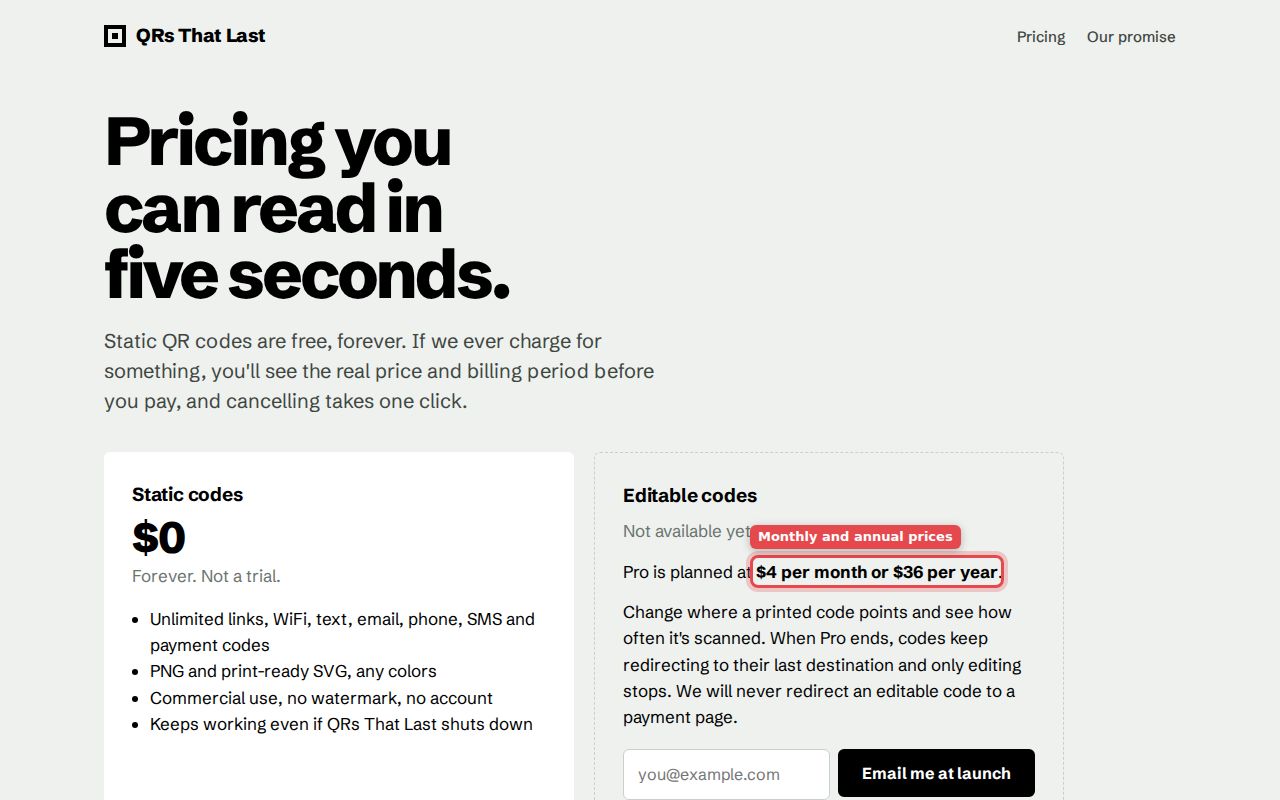 QRs That Last
Pricing
Our promise
Pricing you
can read in
five seconds.
Static QR codes are free, forever. If we ever charge for
something, you'll see the real price and billing period before
you pay, and cancelling takes one click.
Static codes
$0
Forever. Not a trial.
• Unlimited links, WiFi, text, email, phone, SMS and
payment codes
• PNG and print-ready SVG, any colors
• Commercial use, no watermark, no account
• Keeps working even if QRs That Last shuts down
Editable codes
Not available yet
Monthly and annual prices
Pro is planned at $4 per month or $36 per year.
Change where a printed code points and see how
often it's scanned. When Pro ends, codes keep
redirecting to their last destination and only editing
stops. We will never redirect an editable code to a
payment page.
you@example.com
Email me at launch